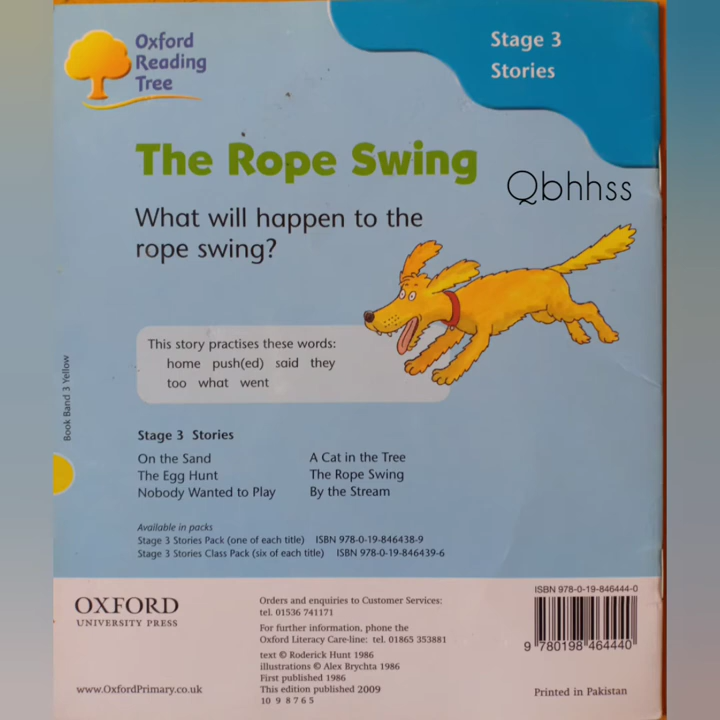 Oxford
Reading
Tree
Stage 3
Stories
The Rope Swing
Qbhhss
What will happen to the
rope swing?
This story practises these words:
home push(ed) said they
too what went
Book Band 3 Yellow
Stage 3 Stories
On the Sand
The Egg Hunt
Nobody Wanted to Play
A Cat in the Tree
The Rope Swing
By the Stream
Available in packs
Stage 3 Stories Pack (one of each title) ISBN 978-0-19-846438-9
Stage 3 Stories Class Pack (six of each title) ISBN 978-0-19-846439-6
OXFORD
UNIVERSITY PRESS
www.OxfordPrimary.co.uk
Orders and enquiries to Customer Services:
tel. 01536 741171
For further information, phone the
Oxford Literacy Care-line: tel. 01865 353881
text © Roderick Hunt 1986
illustrations © Alex Brychta 1986
First published 1986
This edition published 2009
10 9 8 7 6 5
ISBN 978-0-19-846444-0
9 780198 464440
Printed in Pakistan